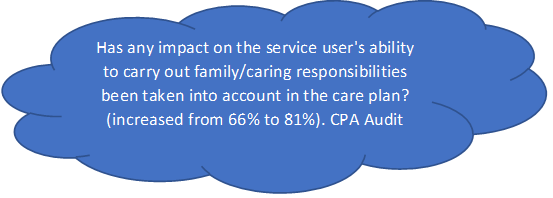 Has any impact on the service user's ability
to carry out family/caring responsibilities
been taken into account in the care plan?
(increased from 66% to 81%). CPA Audit